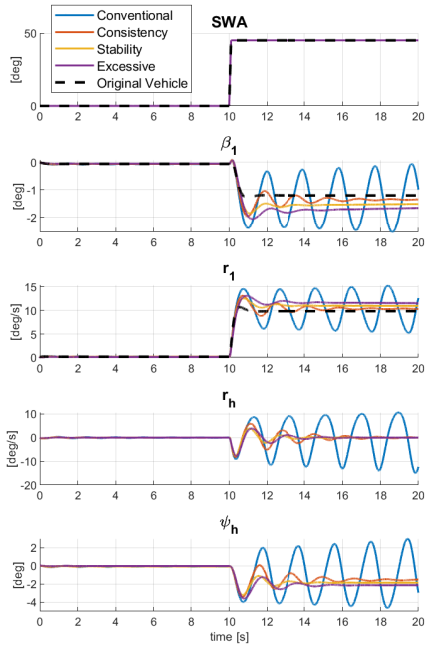 SWA
Conventional
Consistency
Stability
Excessive
Original Vehicle
[deg]
50
0
0 2 4 6 8 10 12 14 16 18 20
β1
[deg]
0
-1
-2
0 2 4 6 8 10 12 14 16 18 20
r1
[deg/s]
15
10
5
0
0 2 4 6 8 10 12 14 16 18 20
rh
[deg/s]
10
0
-10
-20
0 2 4 6 8 10 12 14 16 18 20
ψh
[deg]
2
0
-2
-4
0 2 4 6 8 10 12 14 16 18 20
time [s]